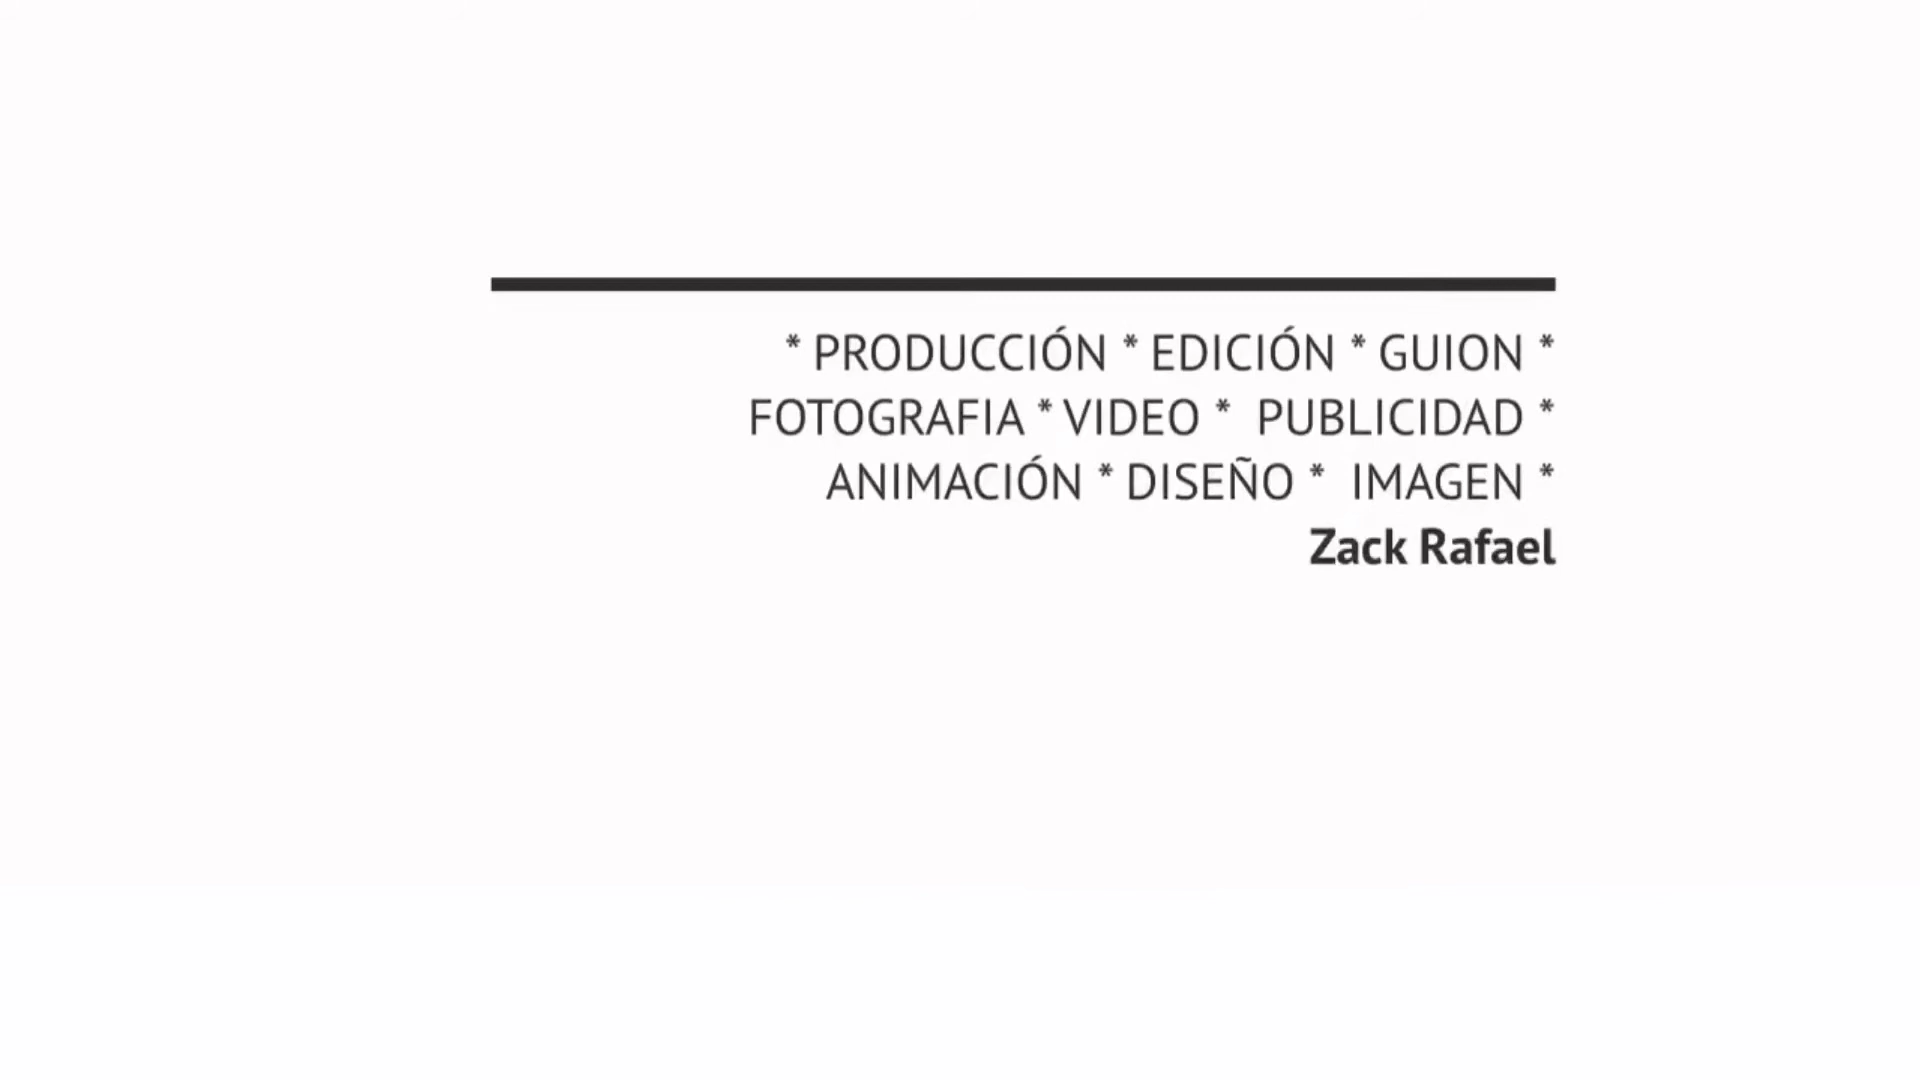 * PRODUCCIÓN * EDICIÓN * GUION *
FOTOGRAFIA * VIDEO * PUBLICIDAD *
ANIMACIÓN * DISEÑO * IMAGEN *
Zack Rafael